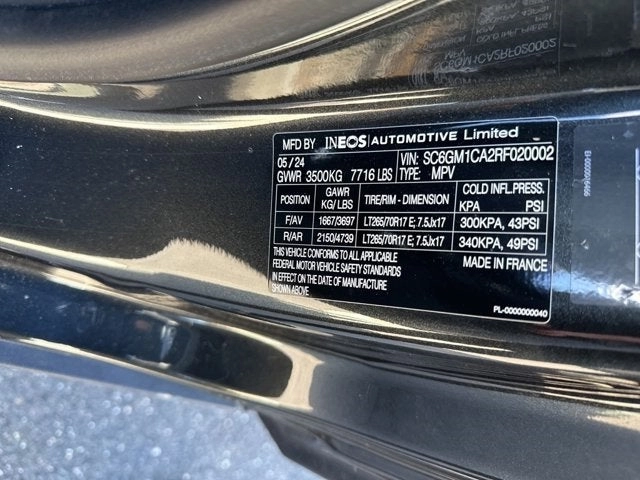 MFD BY INEOS AUTOMOTIVE Limited
05/24 VIN: SC6GM1CA2RF020002
GVWR 3500KG 7716 LBS TYPE: MPV
POSITION GAWR KG/LBS TIRE/RIM - DIMENSION COLD INFL.PRESS. KPA PSI
F/AV 1667/3697 LT265/70R17 E; 7.5Jx17 300KPA, 43PSI
R/AR 2150/4739 LT265/70R17 E; 7.5Jx17 340KPA, 49PSI
THIS VEHICLE CONFORMS TO ALL APPLICABLE
FEDERAL MOTOR VEHICLE SAFETY STANDARDS
IN EFFECT ON THE DATE OF MANUFACTURE
SHOWN ABOVE
MADE IN FRANCE
PL-0000000040